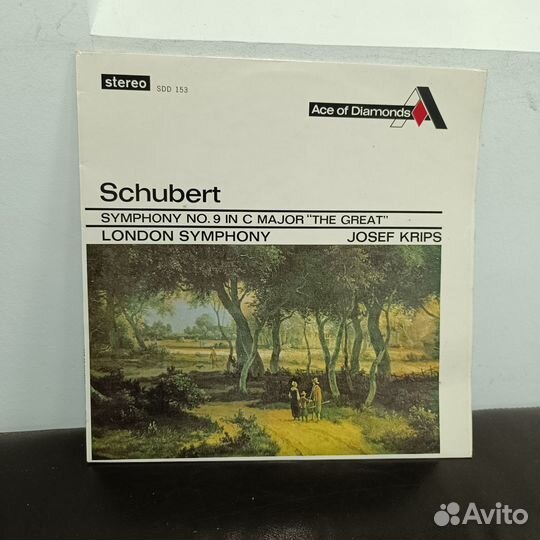 stereo SDD 153
Ace of Diamonds
Schubert
SYMPHONY NO. 9 IN C MAJOR "THE GREAT"
LONDON SYMPHONY JOSEF KRIPS
Avito